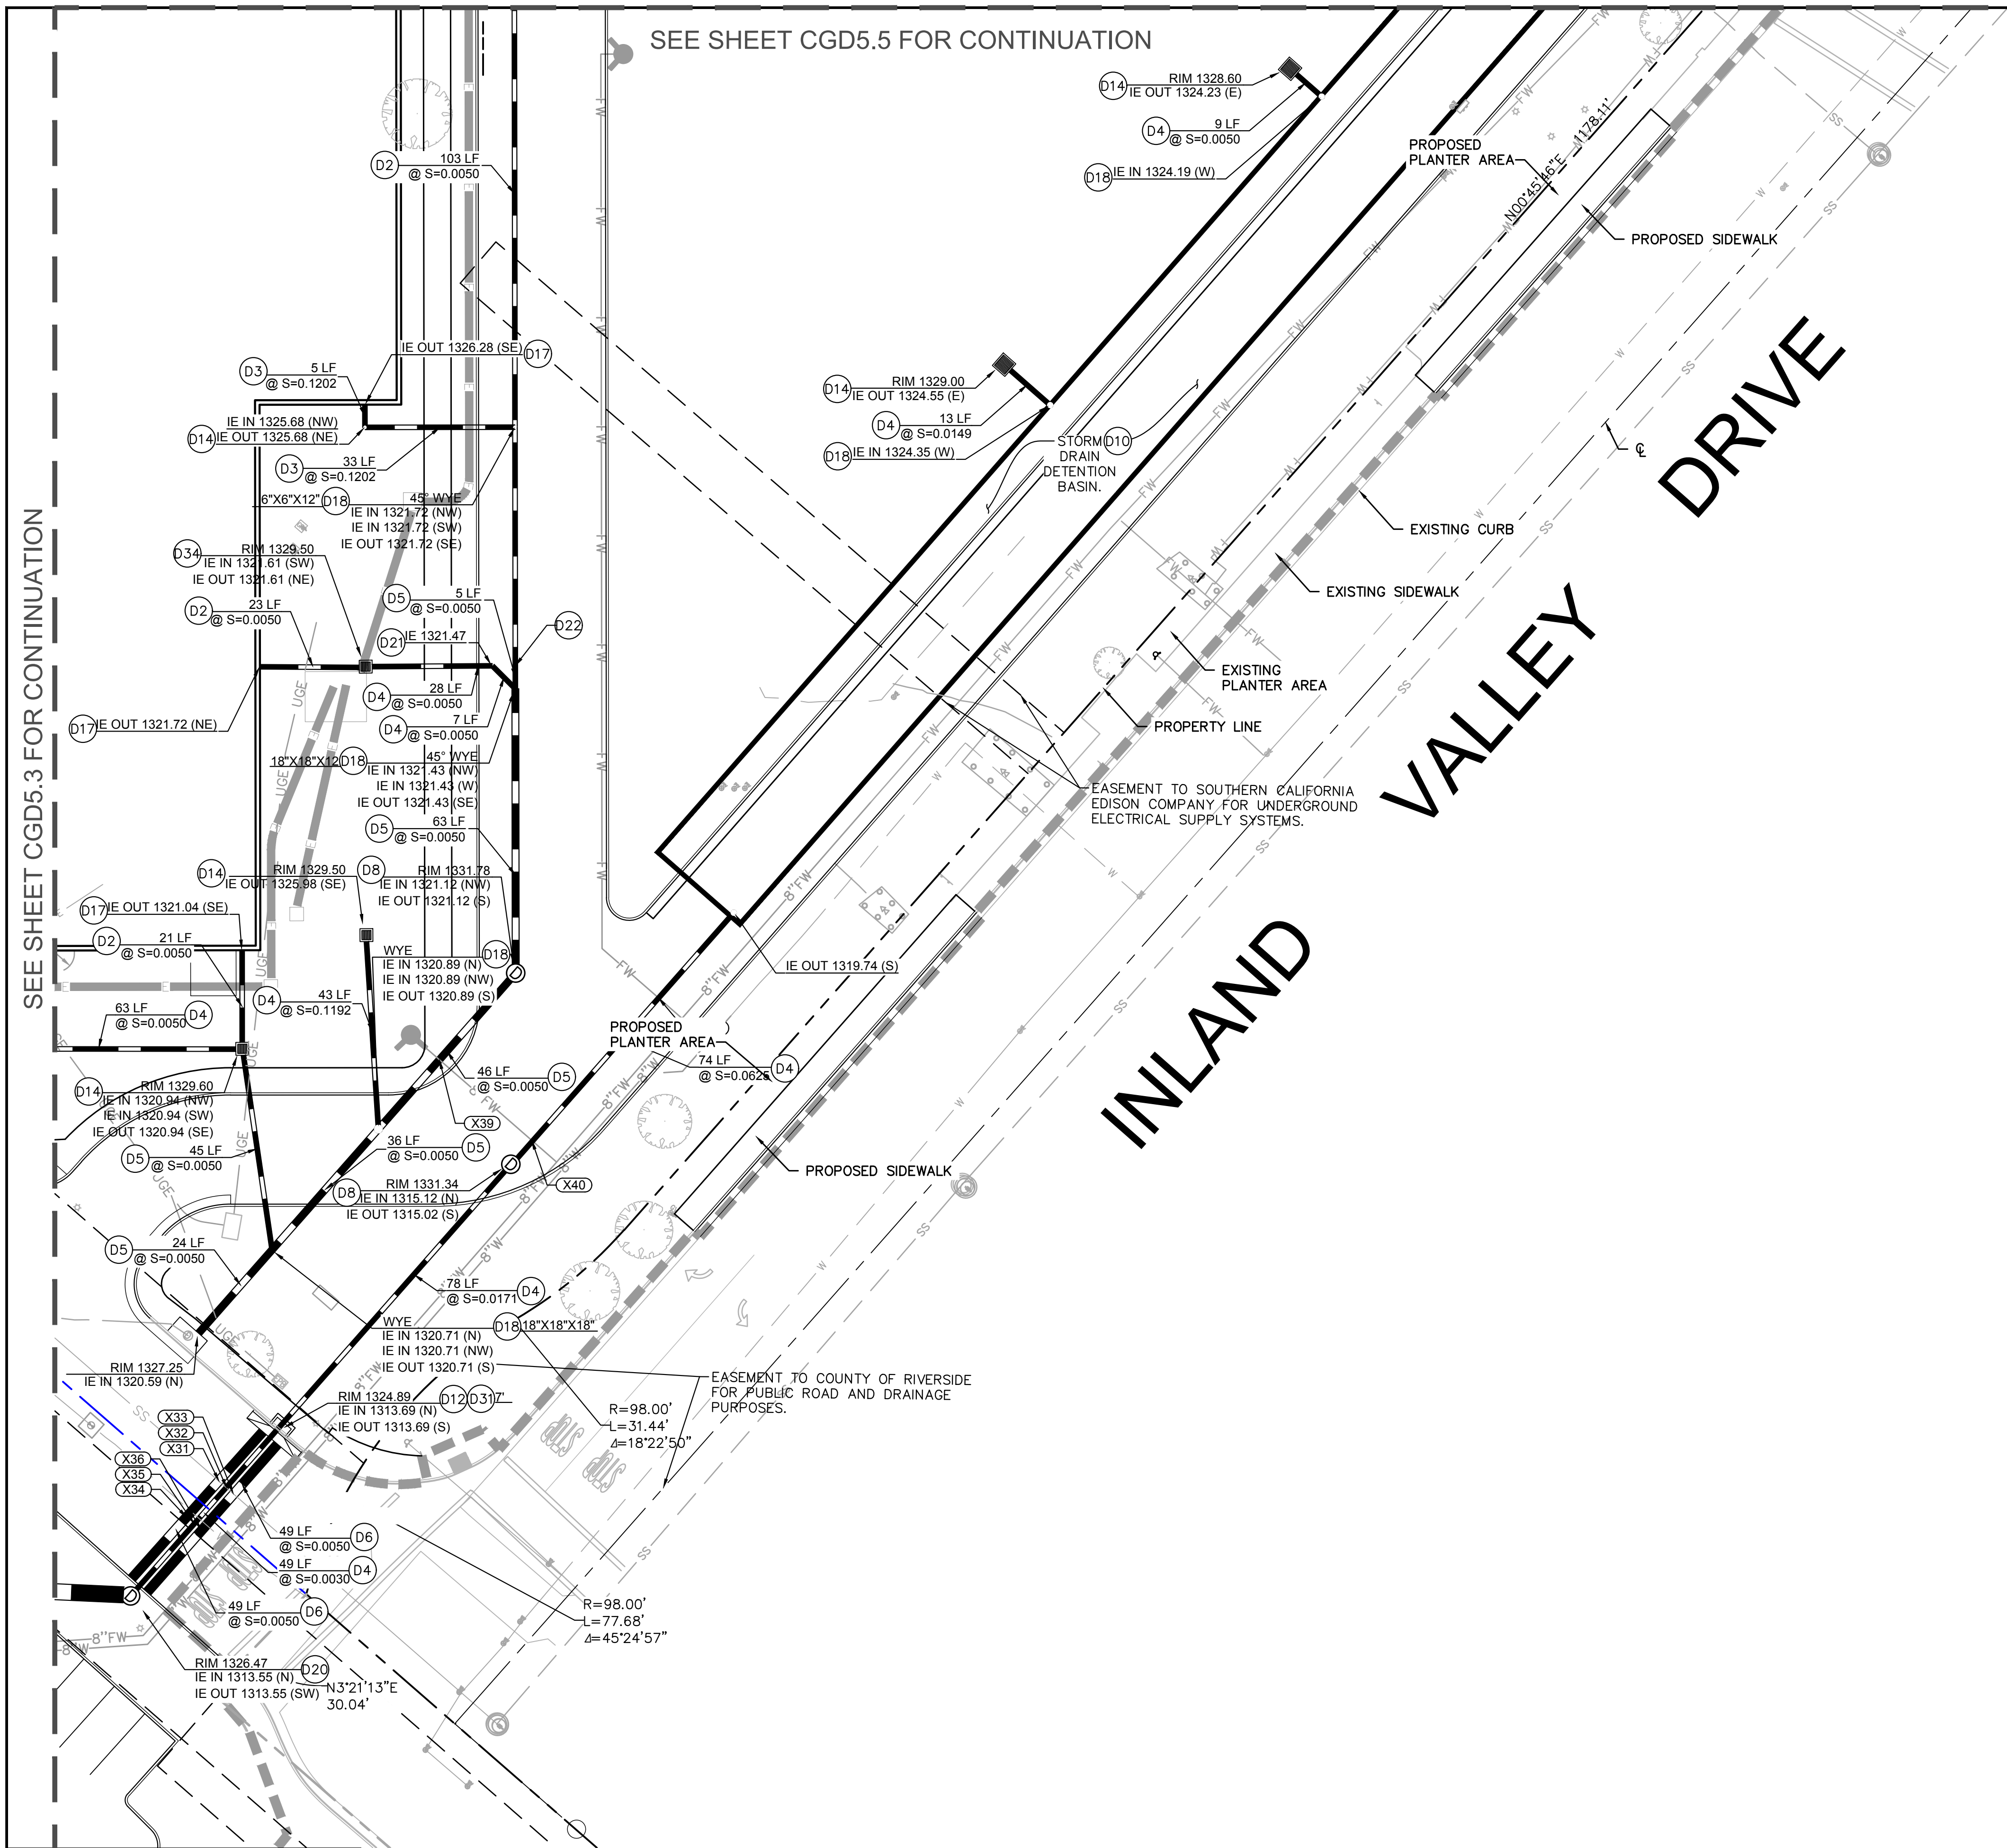 SEE SHEET CGD5.5 FOR CONTINUATION
SEE SHEET CGD5.3 FOR CONTINUATION
D14 RIM 1328.60
IE OUT 1324.23 (E)
D4 9 LF
@ S=0.0050
D18 IE IN 1324.19 (W)
PROPOSED
PLANTER AREA
N00°45'46"E 1178.11'
PROPOSED SIDEWALK
D2 103 LF
@ S=0.0050
IE OUT 1326.28 (SE) D17
D3 5 LF
@ S=0.1202
IE IN 1325.68 (NW)
D14 IE OUT 1325.68 (NE)
D3 33 LF
@ S=0.1202
6"X6"X12" D18 45° WYE
IE IN 1321.72 (NW)
IE IN 1321.72 (SW)
IE OUT 1321.72 (SE)
D14 RIM 1329.00
IE OUT 1324.55 (E)
D4 13 LF
@ S=0.0149
D18 IE IN 1324.35 (W)
STORM D10
DRAIN
DETENTION
BASIN.
EXISTING CURB
EXISTING SIDEWALK
EXISTING
PLANTER AREA
PROPERTY LINE
INLAND VALLEY DRIVE
D34 RIM 1329.50
IE IN 1321.61 (SW)
IE OUT 1321.61 (NE)
D2 23 LF
@ S=0.0050
D5 5 LF
@ S=0.0050
D22
D21 IE 1321.47
D4 28 LF
@ S=0.0050
D17 IE OUT 1321.72 (NE)
D4 7 LF
@ S=0.0050
18"X18"X12 D18 45° WYE
IE IN 1321.43 (NW)
IE IN 1321.43 (W)
IE OUT 1321.43 (SE)
EASEMENT TO SOUTHERN CALIFORNIA
EDISON COMPANY FOR UNDERGROUND
ELECTRICAL SUPPLY SYSTEMS.
D5 63 LF
@ S=0.0050
D14 RIM 1329.50
IE OUT 1325.98 (SE)
D8 RIM 1331.78
IE IN 1321.12 (NW)
IE OUT 1321.12 (S)
D17 IE OUT 1321.04 (SE)
D2 21 LF
@ S=0.0050
WYE D18
IE IN 1320.89 (N)
IE IN 1320.89 (NW)
IE OUT 1320.89 (S)
IE OUT 1319.74 (S)
D4 43 LF
@ S=0.1192
63 LF D4
@ S=0.0050
PROPOSED
PLANTER AREA
74 LF D4
@ S=0.0625
46 LF D5
@ S=0.0050
X39
D14 RIM 1329.60
IE IN 1320.94 (NW)
IE IN 1320.94 (SW)
IE OUT 1320.94 (SE)
36 LF D5
@ S=0.0050
D5 45 LF
@ S=0.0050
PROPOSED SIDEWALK
X40
D8 RIM 1331.34
IE IN 1315.12 (N)
IE OUT 1315.02 (S)
D5 24 LF
@ S=0.0050
78 LF D4
@ S=0.0171
WYE D18 18"X18"X18"
IE IN 1320.71 (N)
IE IN 1320.71 (NW)
IE OUT 1320.71 (S)
RIM 1327.25
IE IN 1320.59 (N)
EASEMENT TO COUNTY OF RIVERSIDE
FOR PUBLIC ROAD AND DRAINAGE
PURPOSES.
RIM 1324.89 D12 D31 7'
IE IN 1313.69 (N)
IE OUT 1313.69 (S)
R=98.00'
L=31.44'
Δ=18°22'50"
X33
X32
X31
X36
X35
X34
49 LF D6
@ S=0.0050
49 LF D4
@ S=0.0030
49 LF D6
@ S=0.0050
R=98.00'
L=77.68'
Δ=45°24'57"
RIM 1326.47 D20
IE IN 1313.55 (N)
IE OUT 1313.55 (SW)
N3°21'13"E
30.04'
8"FW
8"W
UGE
FW
SS
W
E
STOP